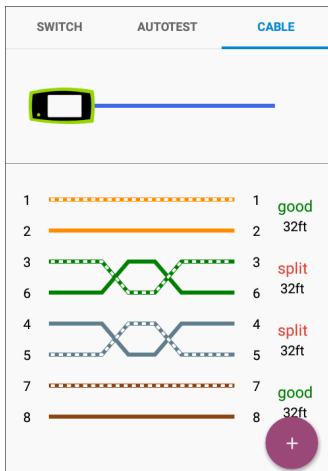 SWITCH AUTOTEST CABLE
1 1 good
2 2 32ft
3 3 split
6 6 32ft
4 4 split
5 5 32ft
7 7 good
8 8 32ft
+